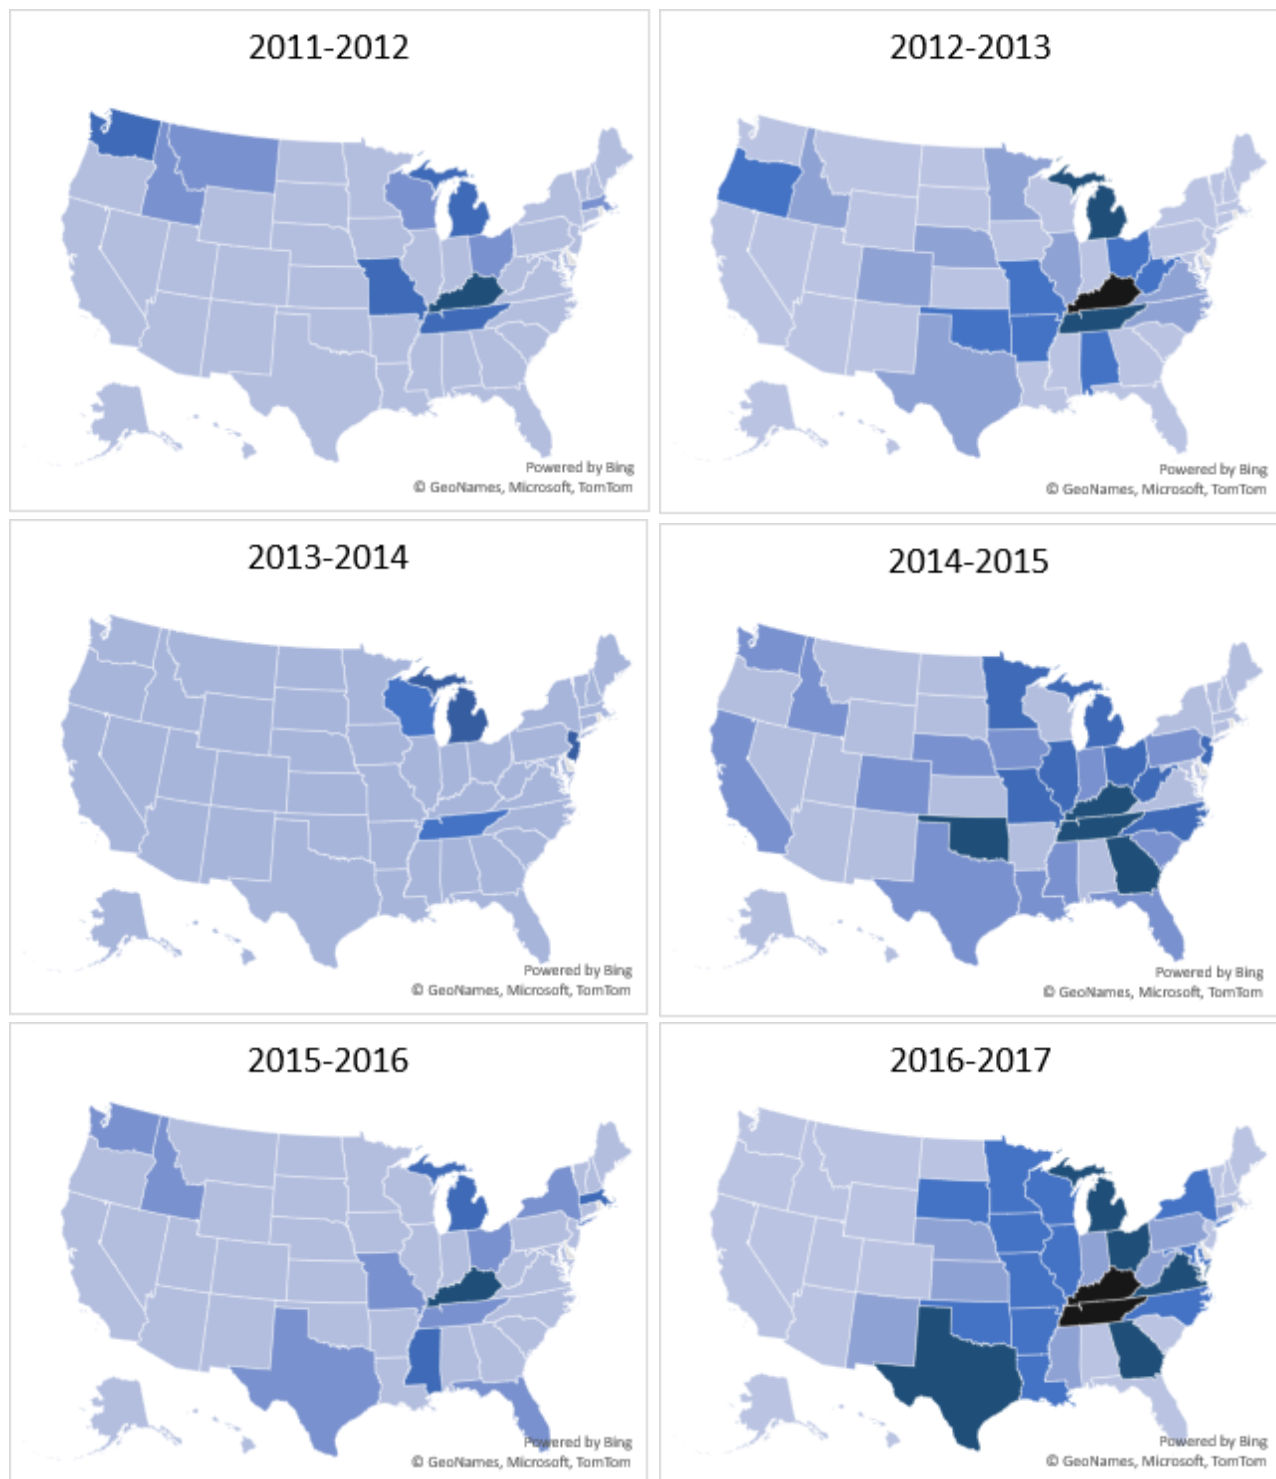 2011-2012
Powered by Bing
© GeoNames, Microsoft, TomTom
2012-2013
Powered by Bing
© GeoNames, Microsoft, TomTom
2013-2014
Powered by Bing
© GeoNames, Microsoft, TomTom
2014-2015
Powered by Bing
© GeoNames, Microsoft, TomTom
2015-2016
Powered by Bing
© GeoNames, Microsoft, TomTom
2016-2017
Powered by Bing
© GeoNames, Microsoft, TomTom